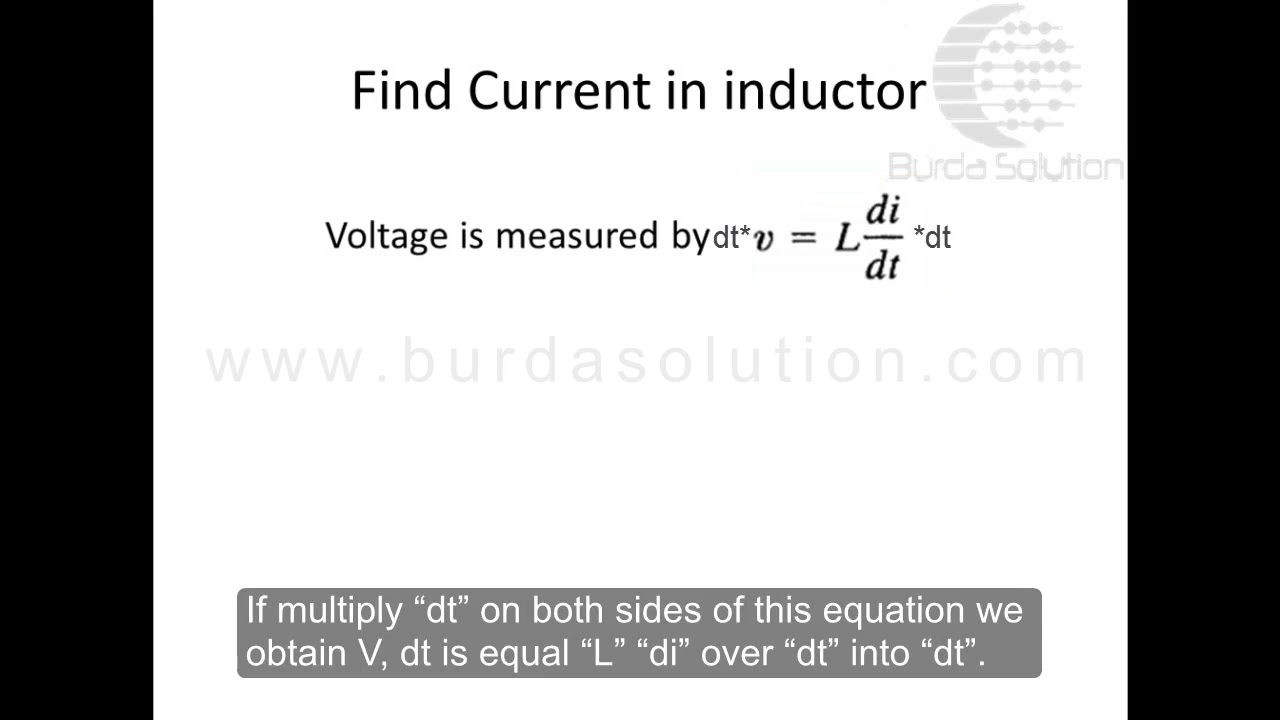 Find Current in inductor
Burda Solution
Voltage is measured by dt* v = L di/dt *dt
www.burdasolution.com
If multiply “dt” on both sides of this equation we
obtain V, dt is equal “L” “di” over “dt” into “dt”.